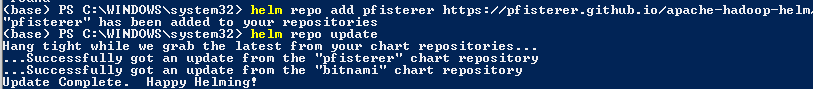 (base) PS C:\WINDOWS\system32> helm repo add pfisterer https://pfisterer.github.io/apache-hadoop-helm/
"pfisterer" has been added to your repositories
(base) PS C:\WINDOWS\system32> helm repo update
Hang tight while we grab the latest from your chart repositories...
...Successfully got an update from the "pfisterer" chart repository
...Successfully got an update from the "bitnami" chart repository
Update Complete. Happy Helming!